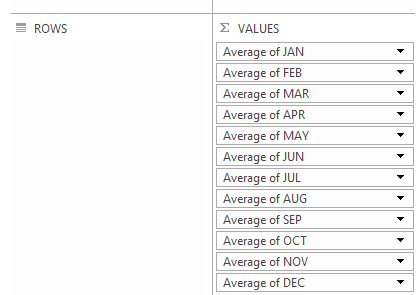 ROWS
Σ VALUES
Average of JAN
Average of FEB
Average of MAR
Average of APR
Average of MAY
Average of JUN
Average of JUL
Average of AUG
Average of SEP
Average of OCT
Average of NOV
Average of DEC